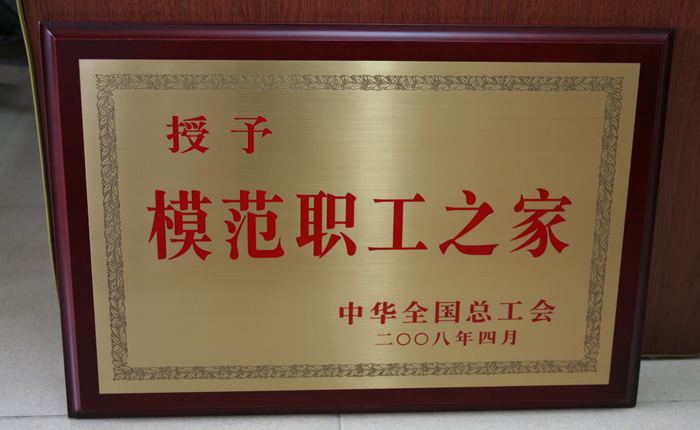 授予
模范职工之家
中华全国总工会
二〇〇八年四月